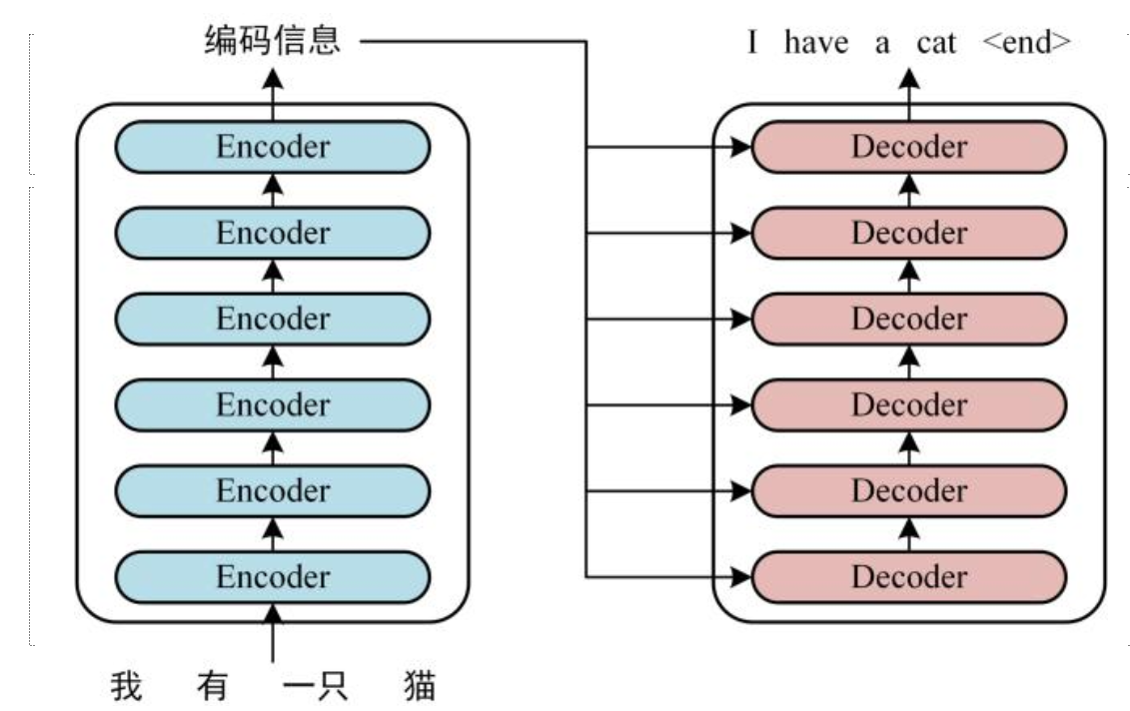 编码信息
I have a cat <end>
Encoder
Encoder
Encoder
Encoder
Encoder
Encoder
Decoder
Decoder
Decoder
Decoder
Decoder
Decoder
我 有 一只 猫